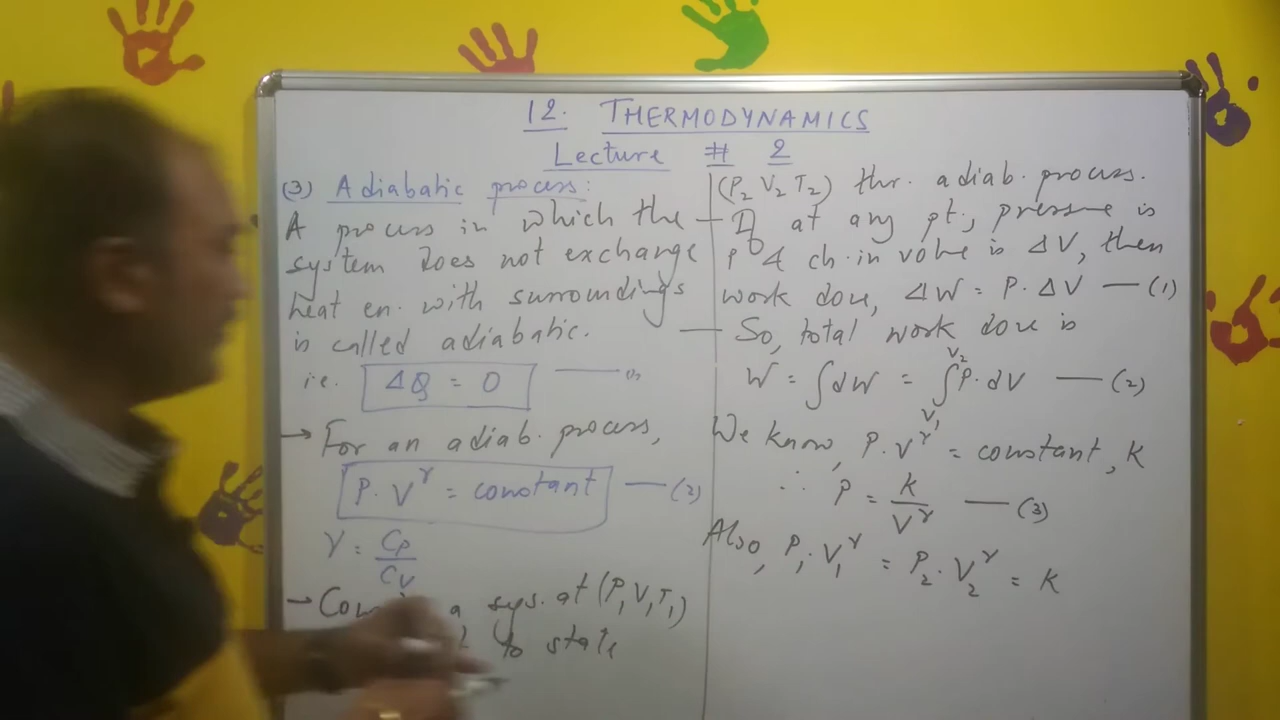 12. THERMODYNAMICS
Lecture # 2
(3) Adiabatic process:
A process in which the
system does not exchange
heat en. with surroundings
is called adiabatic.
i.e. ΔQ = 0 —(1)
→ For an adiab. process,
P. V^γ = constant —(2)
γ = Cp/Cv
→ a sys. at (P₁V₁T₁)
to state
(P₂ V₂ T₂) thr. adiab. process.
— If at any pt., pressure is
P & ch. in volume is ΔV, then
work done, ΔW = P. ΔV —(1)
— So, total work done is
W = ∫dW = ∫_{V₁}^{V₂} P. dV —(2)
We know, P. V^γ = constant, K
∴ P = K/V^γ —(3)
Also, P₁. V₁^γ = P₂. V₂^γ = K